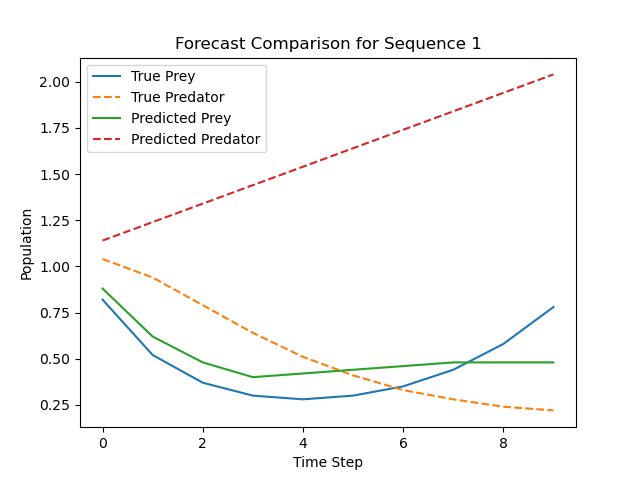 Forecast Comparison for Sequence 1
True Prey
True Predator
Predicted Prey
Predicted Predator
2.00
1.75
1.50
1.25
1.00
0.75
0.50
0.25
Population
0 2 4 6 8
Time Step